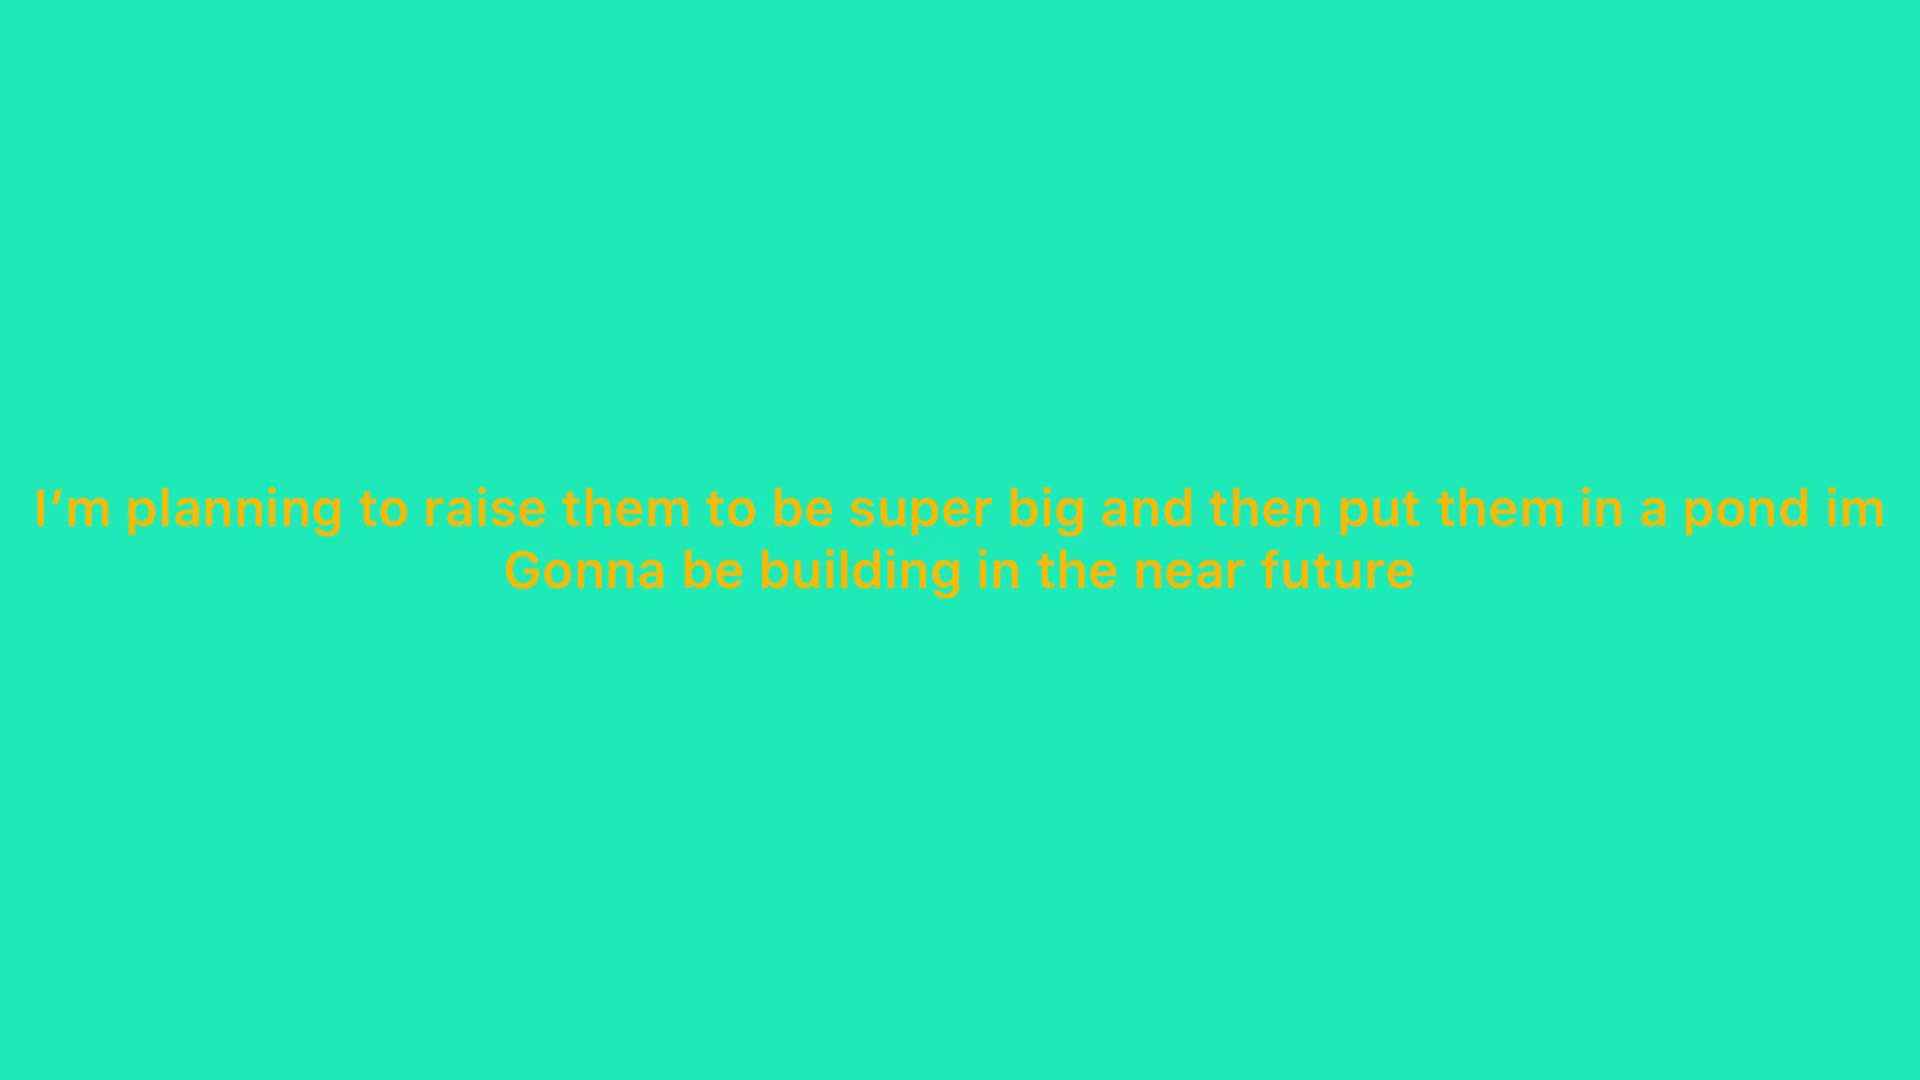 I’m planning to raise them to be super big and then put them in a pond im
Gonna be building in the near future